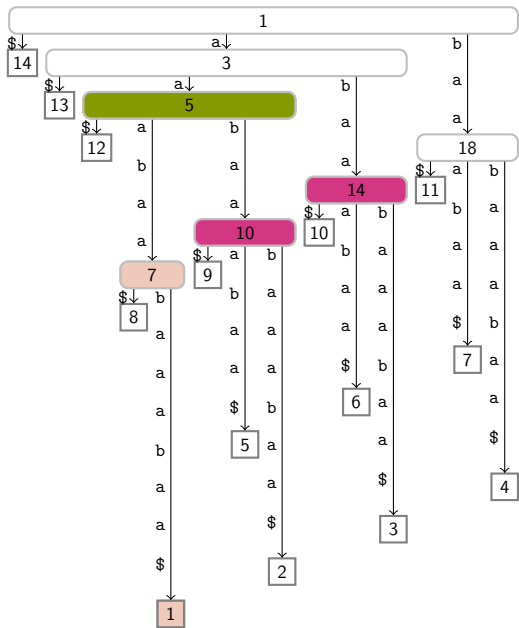 1
$ a b
14 3
$ a b a
13 5
$ a b a a
12 18
b a a $ a b
14 11
a a $ a b b a
10 10
a a b a a a
$ a b
7 9
$ b b a a a a a
8
a a a a a $ b
7
a a a $ b a
6
a $ b a a
5
b a a $
a a $ 4
a $ 3
$ 2
1